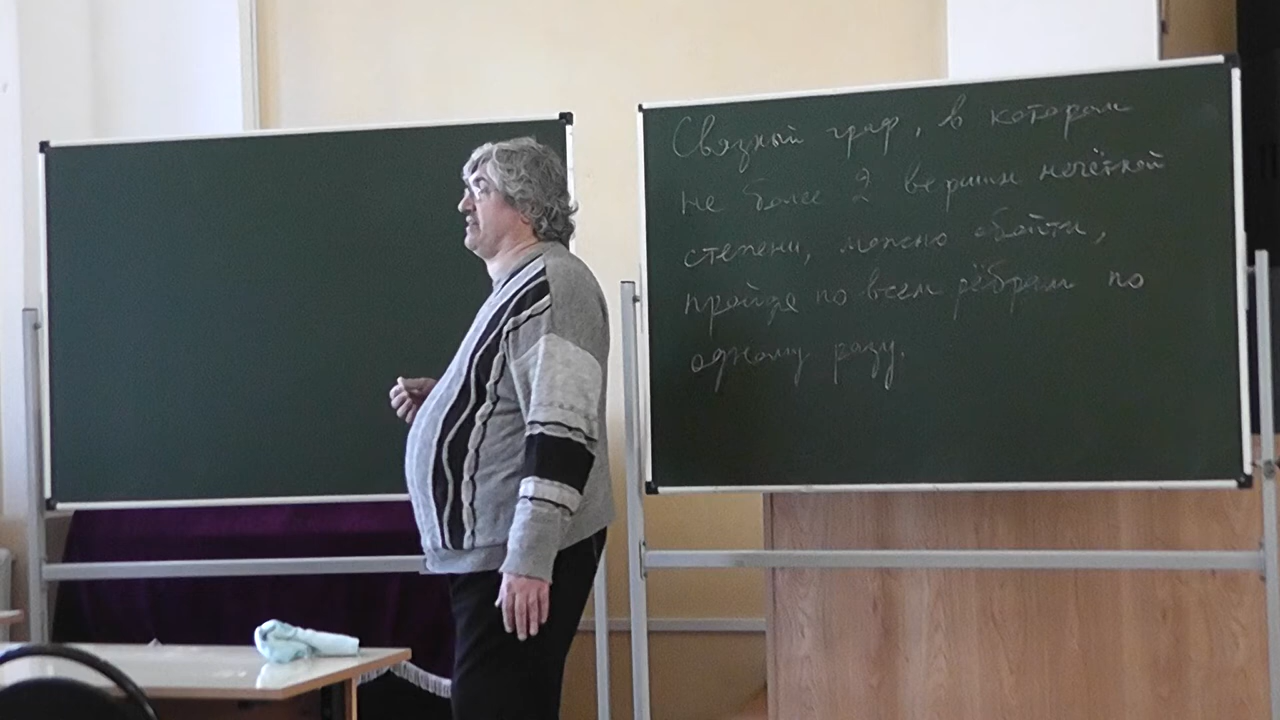 Связный граф, в котором
не более 2 вершин нечётной
степени, можно обойти,
пройдя по всем рёбрам по
одному разу.